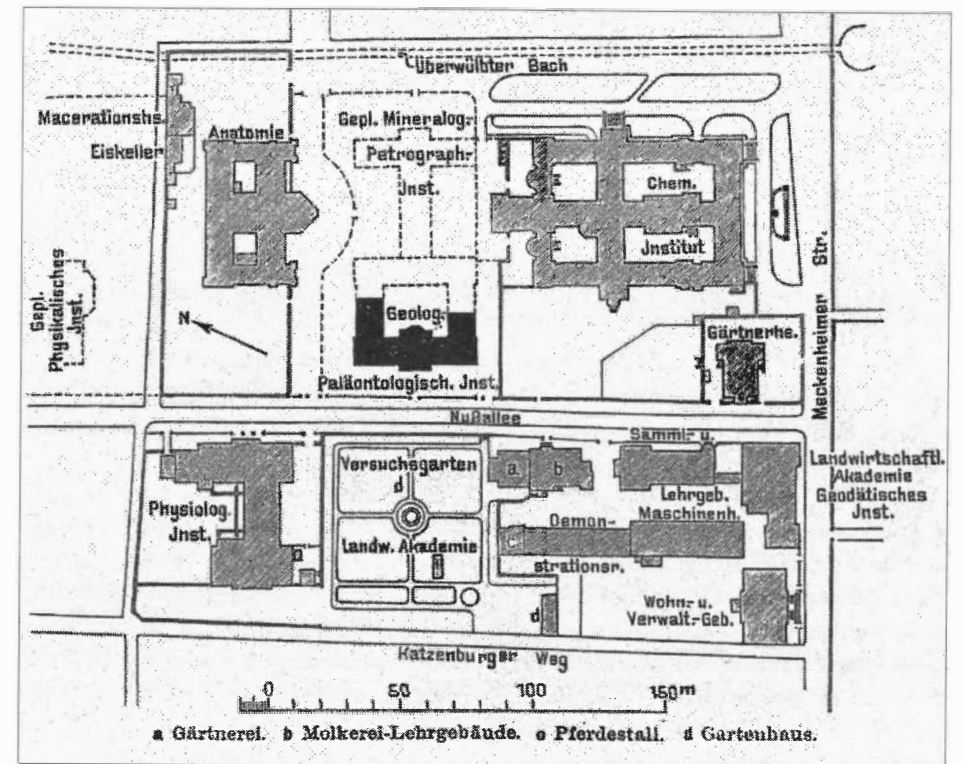 Überwölbter Bach
Macerationshs.
Eiskeller
Anatomie
Gepl. Mineralog.-
Petrograph.-
Jnst.
Chem.
Jnstitut
Gepl.
Physikalisches
Jnst.
N
Geolog.-
Paläontologisch. Jnst.
Gärtnerhs.
Meckenheimer Str.
Nußallee
Physiolog.
Jnst.
Versuchsgarten
d
Landw. Akademie
a
b
Samml.- u.
Lehrgeb.
Maschinenh.
c
Demon-
strationsr.
Landwirtschaftl.
Akademie
Geodätisches
Jnst.
d
Wohn- u.
Verwalt.-Geb.
Katzenburger Weg
0 50 100 150 m
a Gärtnerei. b Molkerei-Lehrgebäude. c Pferdestall. d Gartenhaus.